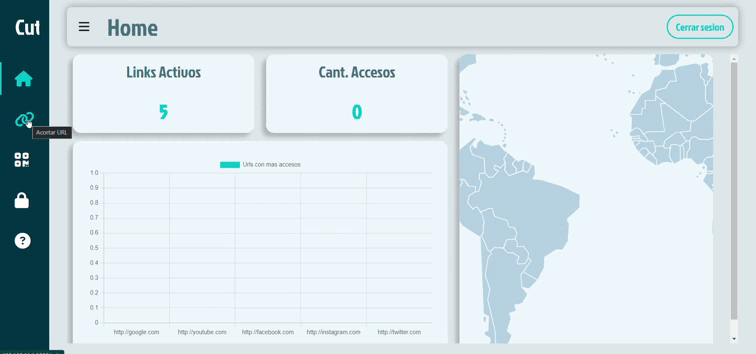 Cut
Home
Cerrar sesion
Links Activos
5
Cant. Accesos
0
Acortar URL
Urls con mas accesos
1.0
0.9
0.8
0.7
0.6
0.5
0.4
0.3
0.2
0.1
0
http://google.com
http://youtube.com
http://facebook.com
http://instagram.com
http://twitter.com